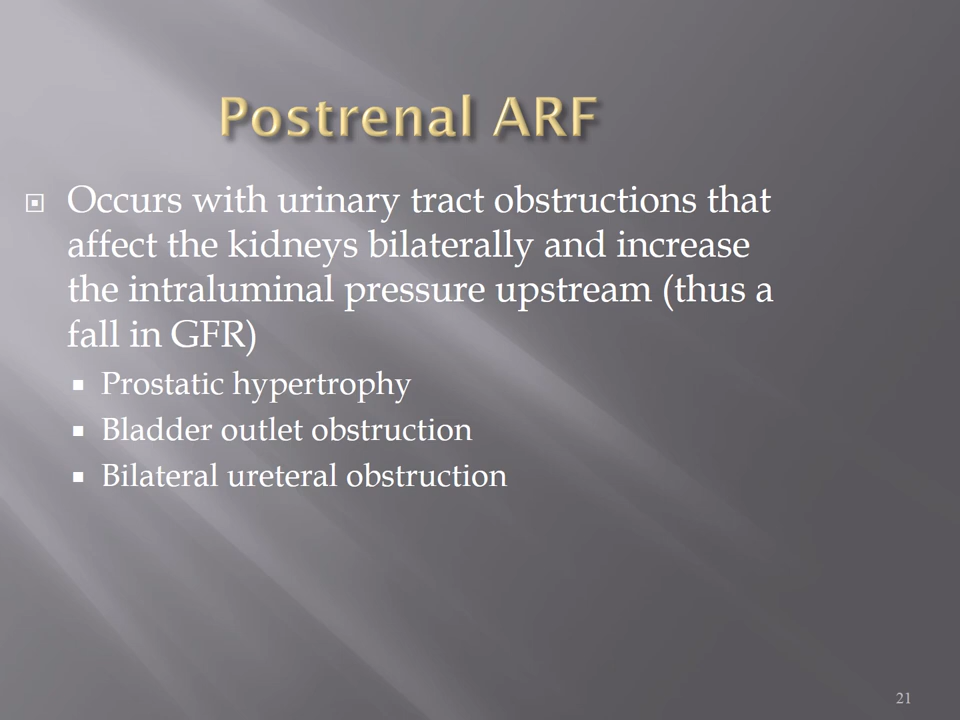 Postrenal ARF
Occurs with urinary tract obstructions that
affect the kidneys bilaterally and increase
the intraluminal pressure upstream (thus a
fall in GFR)
Prostatic hypertrophy
Bladder outlet obstruction
Bilateral ureteral obstruction
21